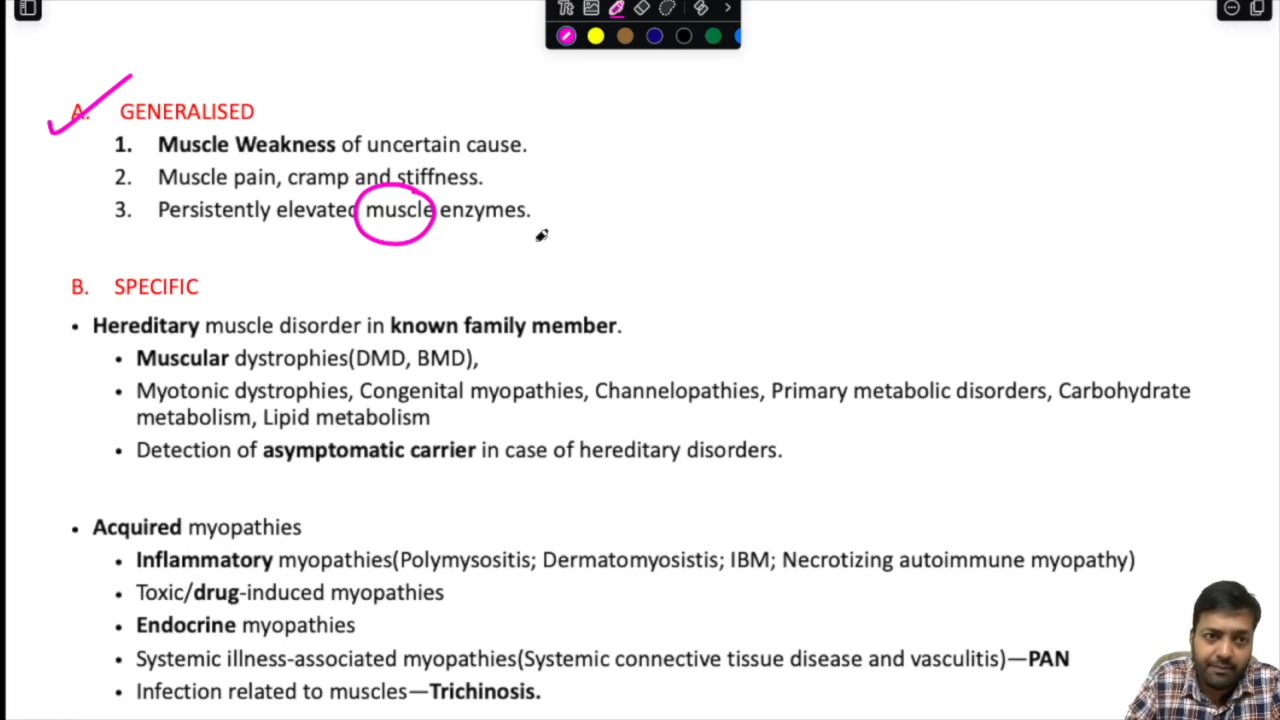 A. GENERALISED
1. Muscle Weakness of uncertain cause.
2. Muscle pain, cramp and stiffness.
3. Persistently elevated muscle enzymes.
B. SPECIFIC
• Hereditary muscle disorder in known family member.
• Muscular dystrophies(DMD, BMD),
• Myotonic dystrophies, Congenital myopathies, Channelopathies, Primary metabolic disorders, Carbohydrate
metabolism, Lipid metabolism
• Detection of asymptomatic carrier in case of hereditary disorders.
• Acquired myopathies
• Inflammatory myopathies(Polymysositis; Dermatomyosistis; IBM; Necrotizing autoimmune myopathy)
• Toxic/drug-induced myopathies
• Endocrine myopathies
• Systemic illness-associated myopathies(Systemic connective tissue disease and vasculitis)—PAN
• Infection related to muscles—Trichinosis.